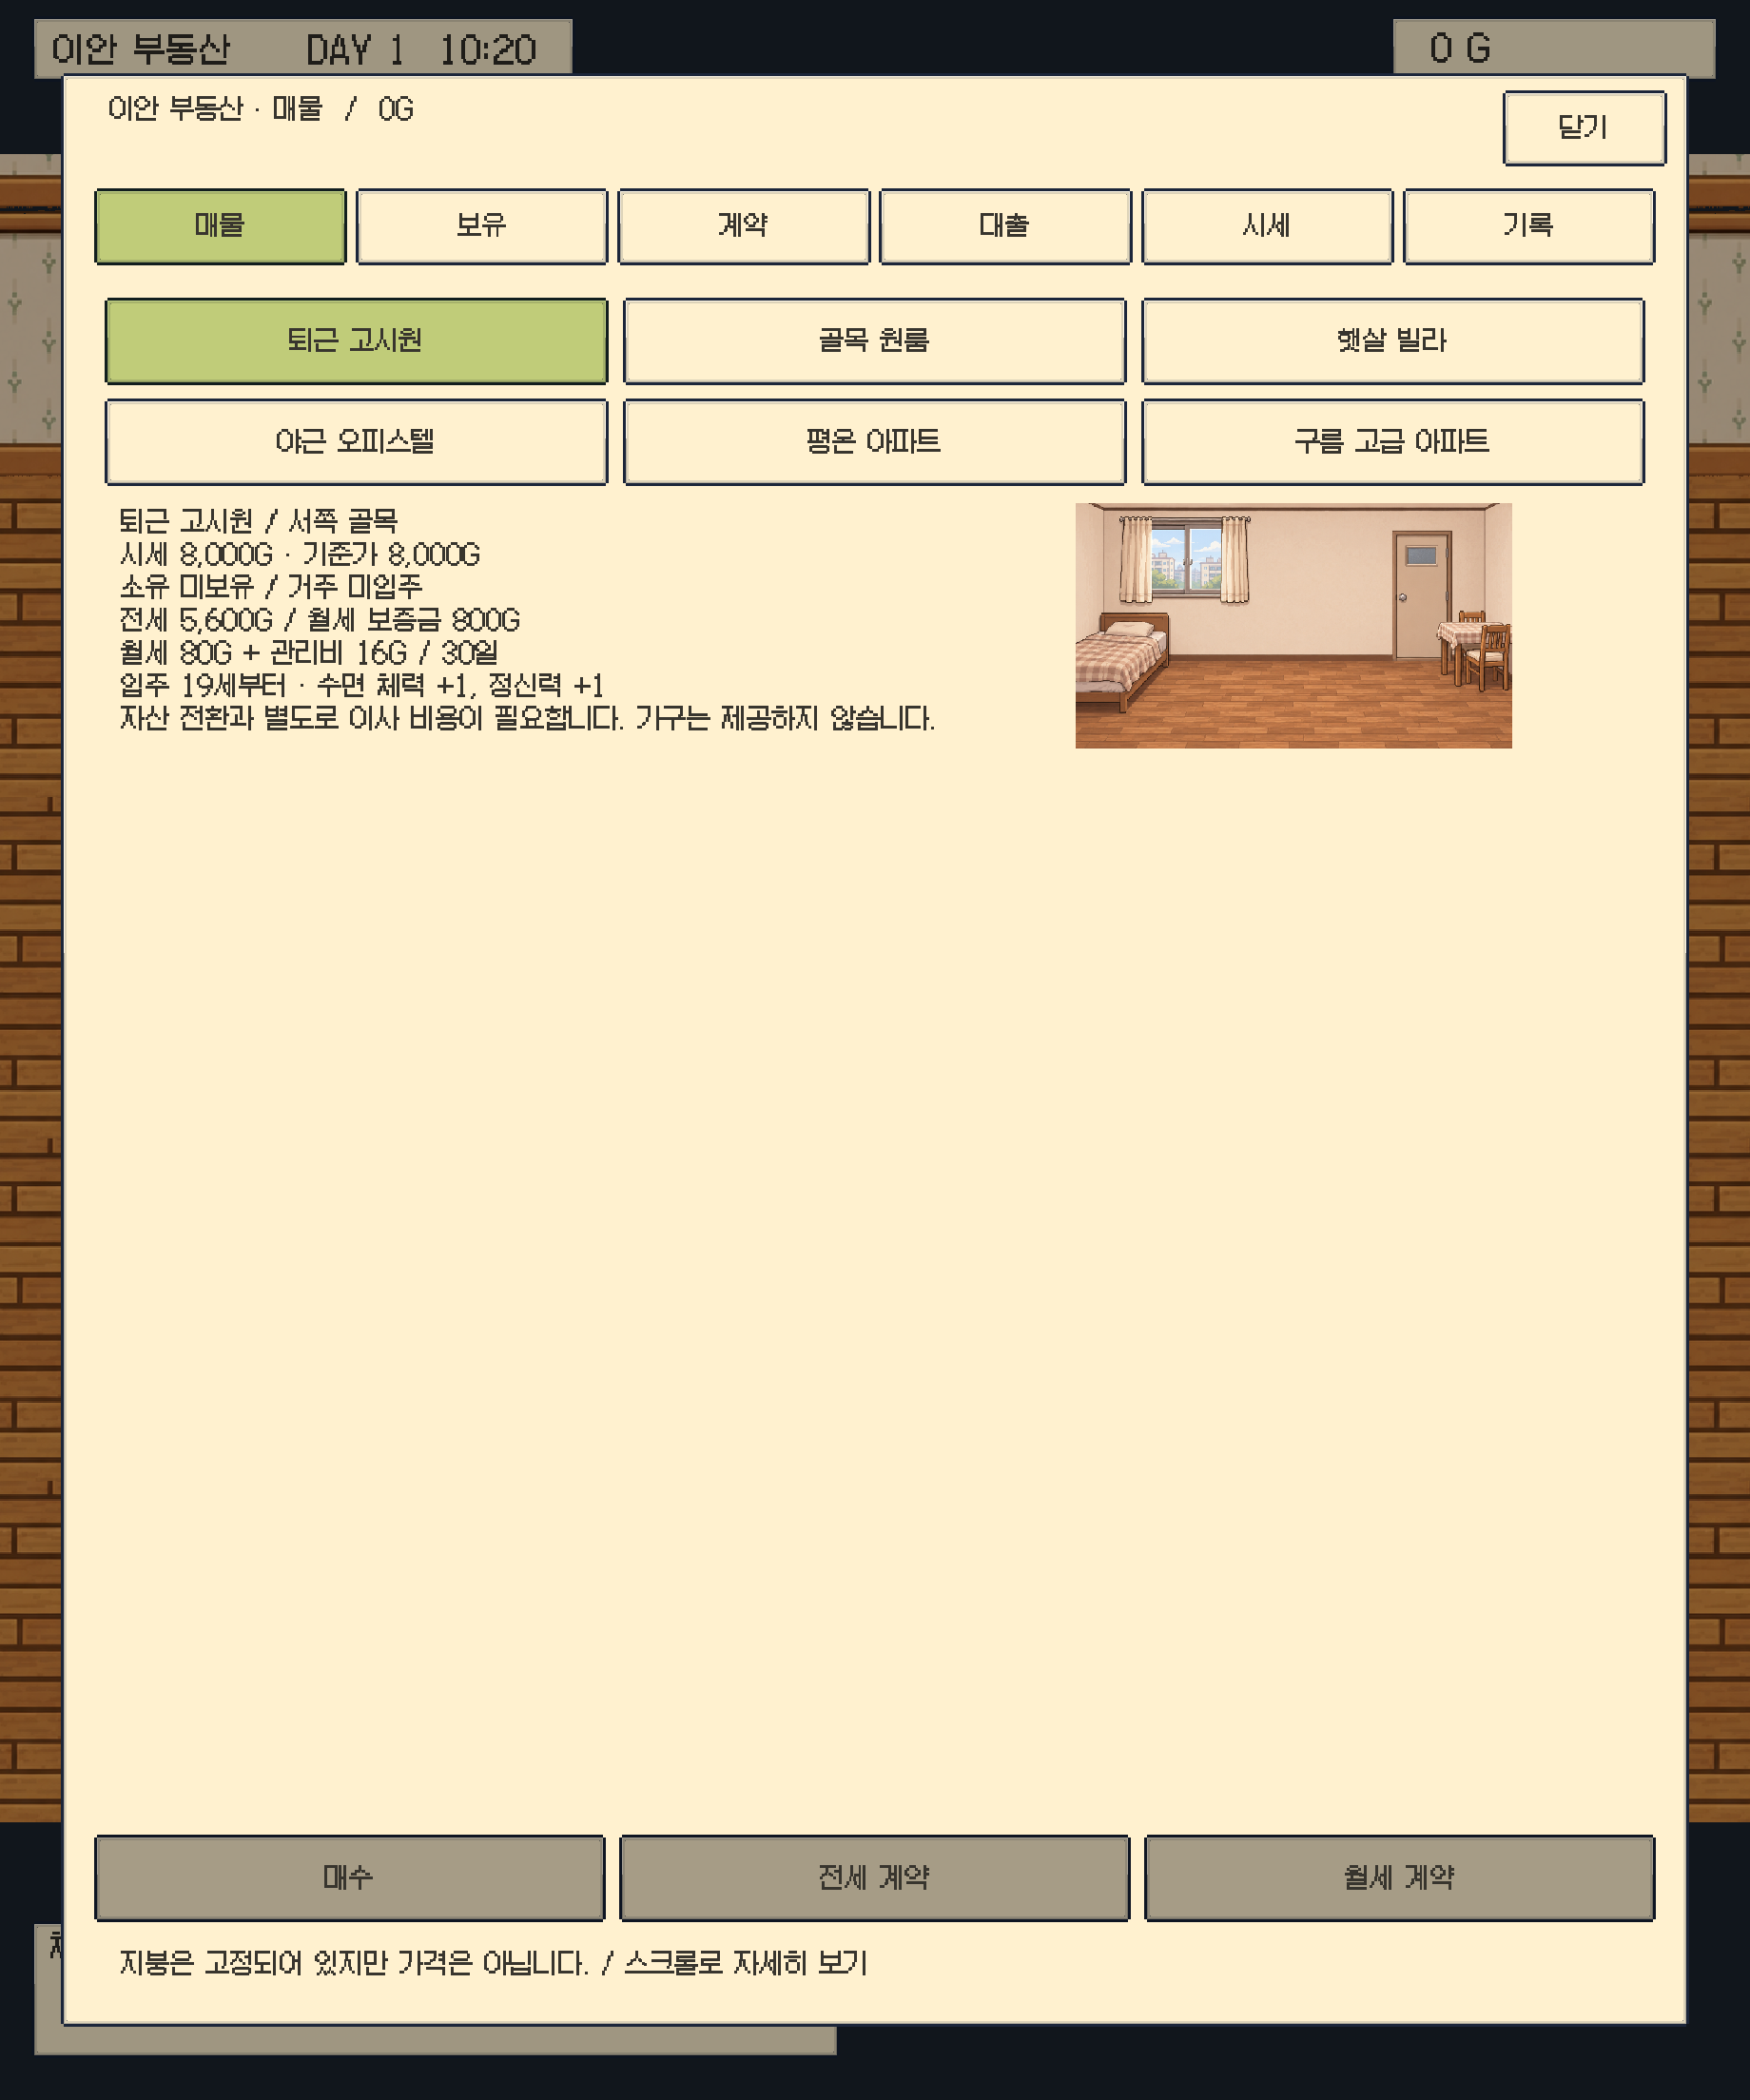 이안 부동산 DAY 1 10:20
0 G
이안 부동산 · 매물 / 0G
닫기
매물 보유 계약 대출 시세 기록
퇴근 고시원 골목 원룸 햇살 빌라
야근 오피스텔 평온 아파트 구름 고급 아파트
퇴근 고시원 / 서쪽 골목
시세 8,000G · 기준가 8,000G
소유 미보유 / 거주 미입주
전세 5,600G / 월세 보증금 800G
월세 80G + 관리비 16G / 30일
입주 19세부터 · 수면 체력 +1, 정신력 +1
자산 전환과 별도로 이사 비용이 필요합니다. 가구는 제공하지 않습니다.
매수 전세 계약 월세 계약
지붕은 고정되어 있지만 가격은 아닙니다. / 스크롤로 자세히 보기